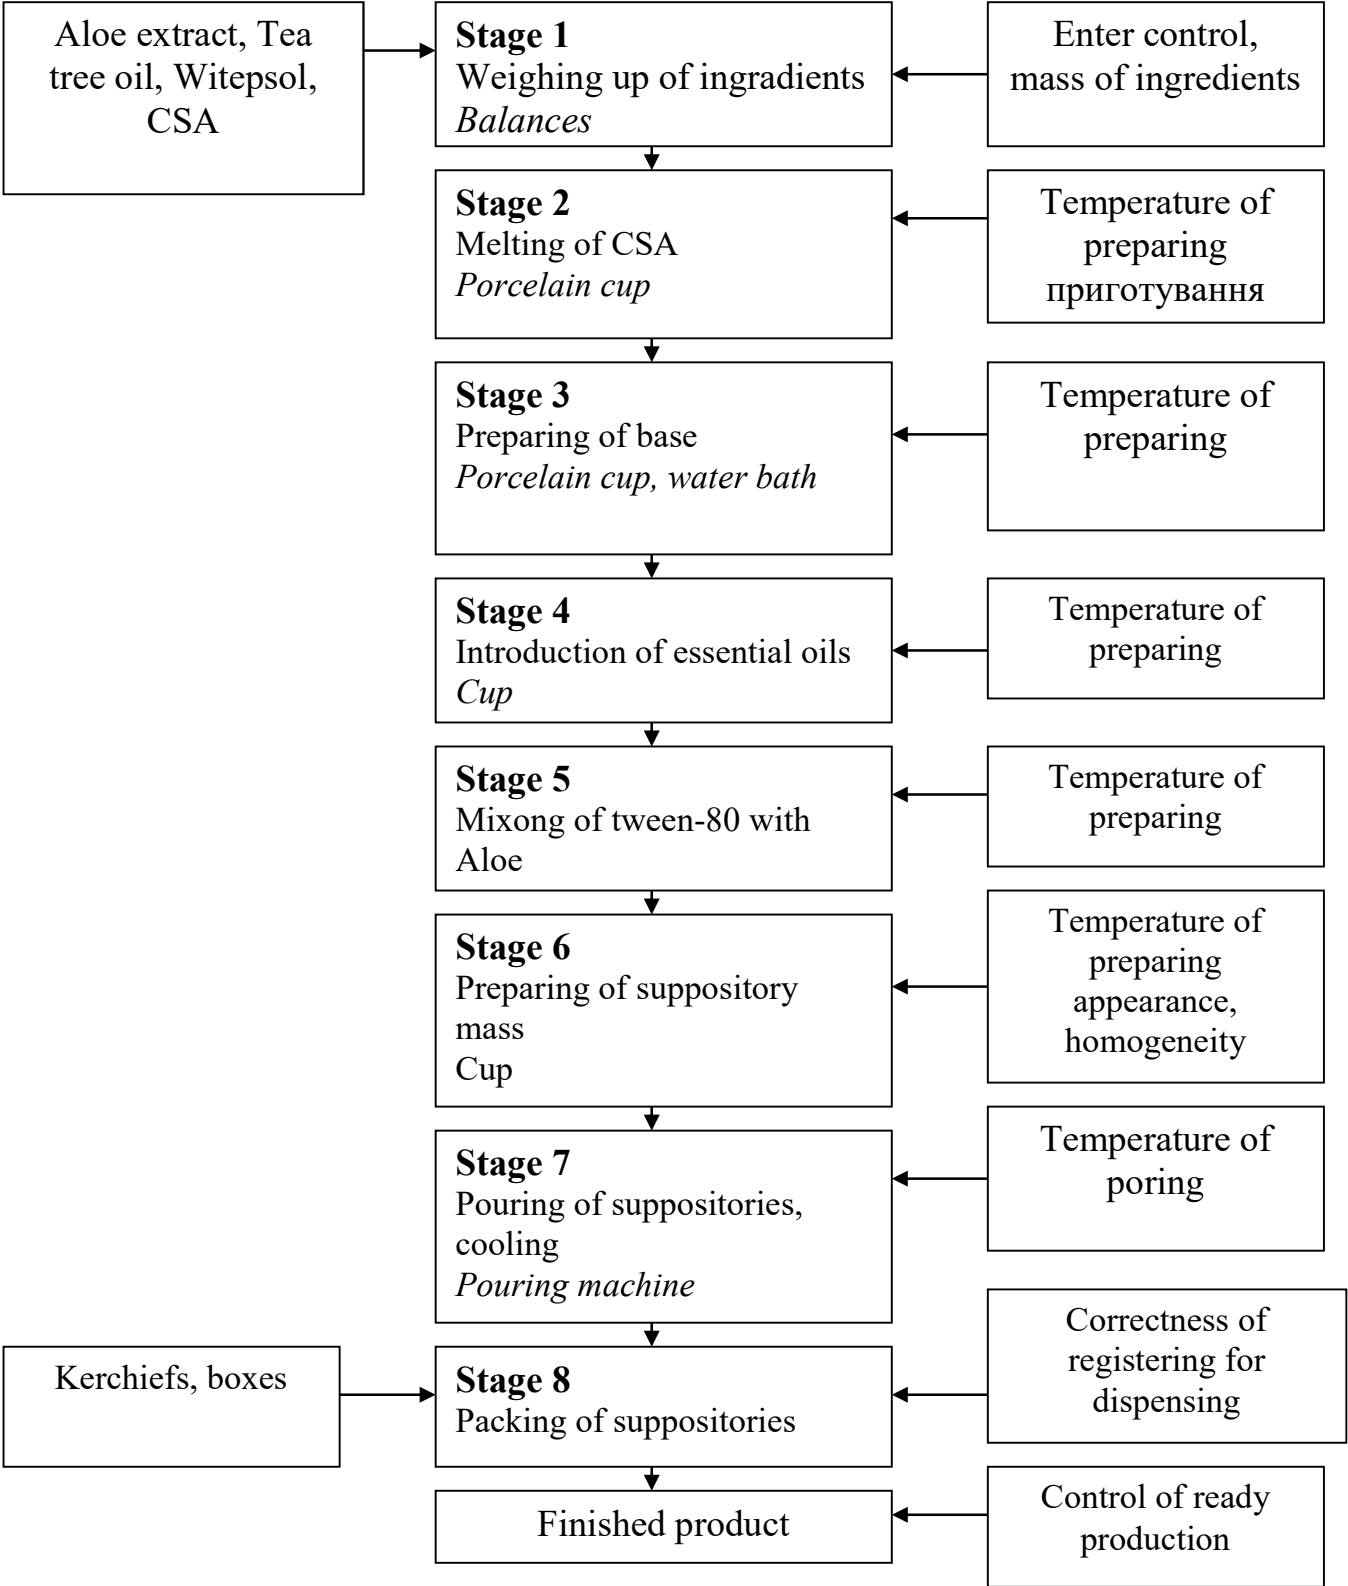 Aloe extract, Tea
tree oil, Witepsol,
CSA
Stage 1
Weighing up of ingradients
Balances
Enter control,
mass of ingredients
Stage 2
Melting of CSA
Porcelain cup
Temperature of
preparing
приготування
Stage 3
Preparing of base
Porcelain cup, water bath
Temperature of
preparing
Stage 4
Introduction of essential oils
Cup
Temperature of
preparing
Stage 5
Mixong of tween-80 with
Aloe
Temperature of
preparing
Stage 6
Preparing of suppository
mass
Cup
Temperature of
preparing
appearance,
homogeneity
Stage 7
Pouring of suppositories,
cooling
Pouring machine
Temperature of
poring
Kerchiefs, boxes
Stage 8
Packing of suppositories
Correctness of
registering for
dispensing
Finished product
Control of ready
production